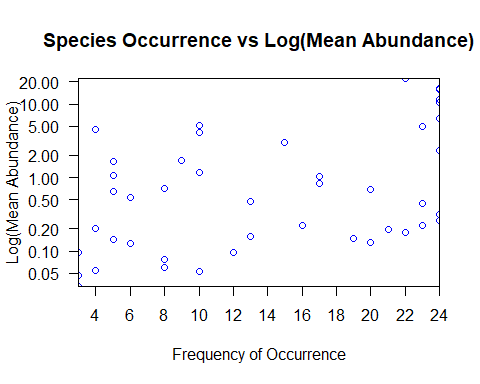 Species Occurrence vs Log(Mean Abundance)
20.00
10.00
5.00
2.00
1.00
0.50
0.20
0.10
0.05
Log(Mean Abundance)
4 6 8 10 12 14 16 18 20 22 24
Frequency of Occurrence